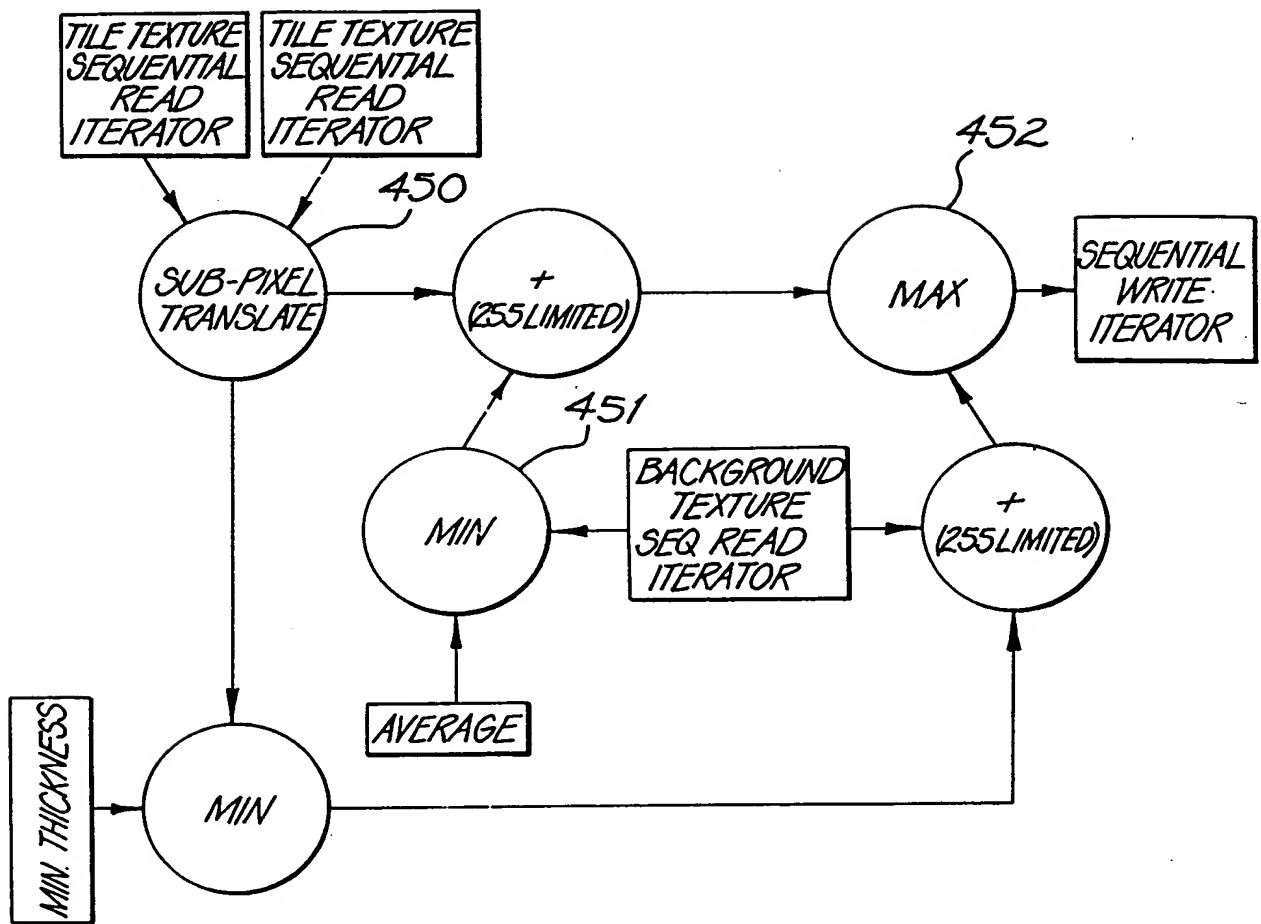 TILE TEXTURE
SEQUENTIAL
READ
ITERATOR
TILE TEXTURE
SEQUENTIAL
READ
ITERATOR
450
452
SUB-PIXEL
TRANSLATE
+
(255 LIMITED)
MAX
SEQUENTIAL
WRITE
ITERATOR
451
MIN
BACKGROUND
TEXTURE
SEQ READ
ITERATOR
+
(255 LIMITED)
AVERAGE
MIN. THICKNESS
MIN